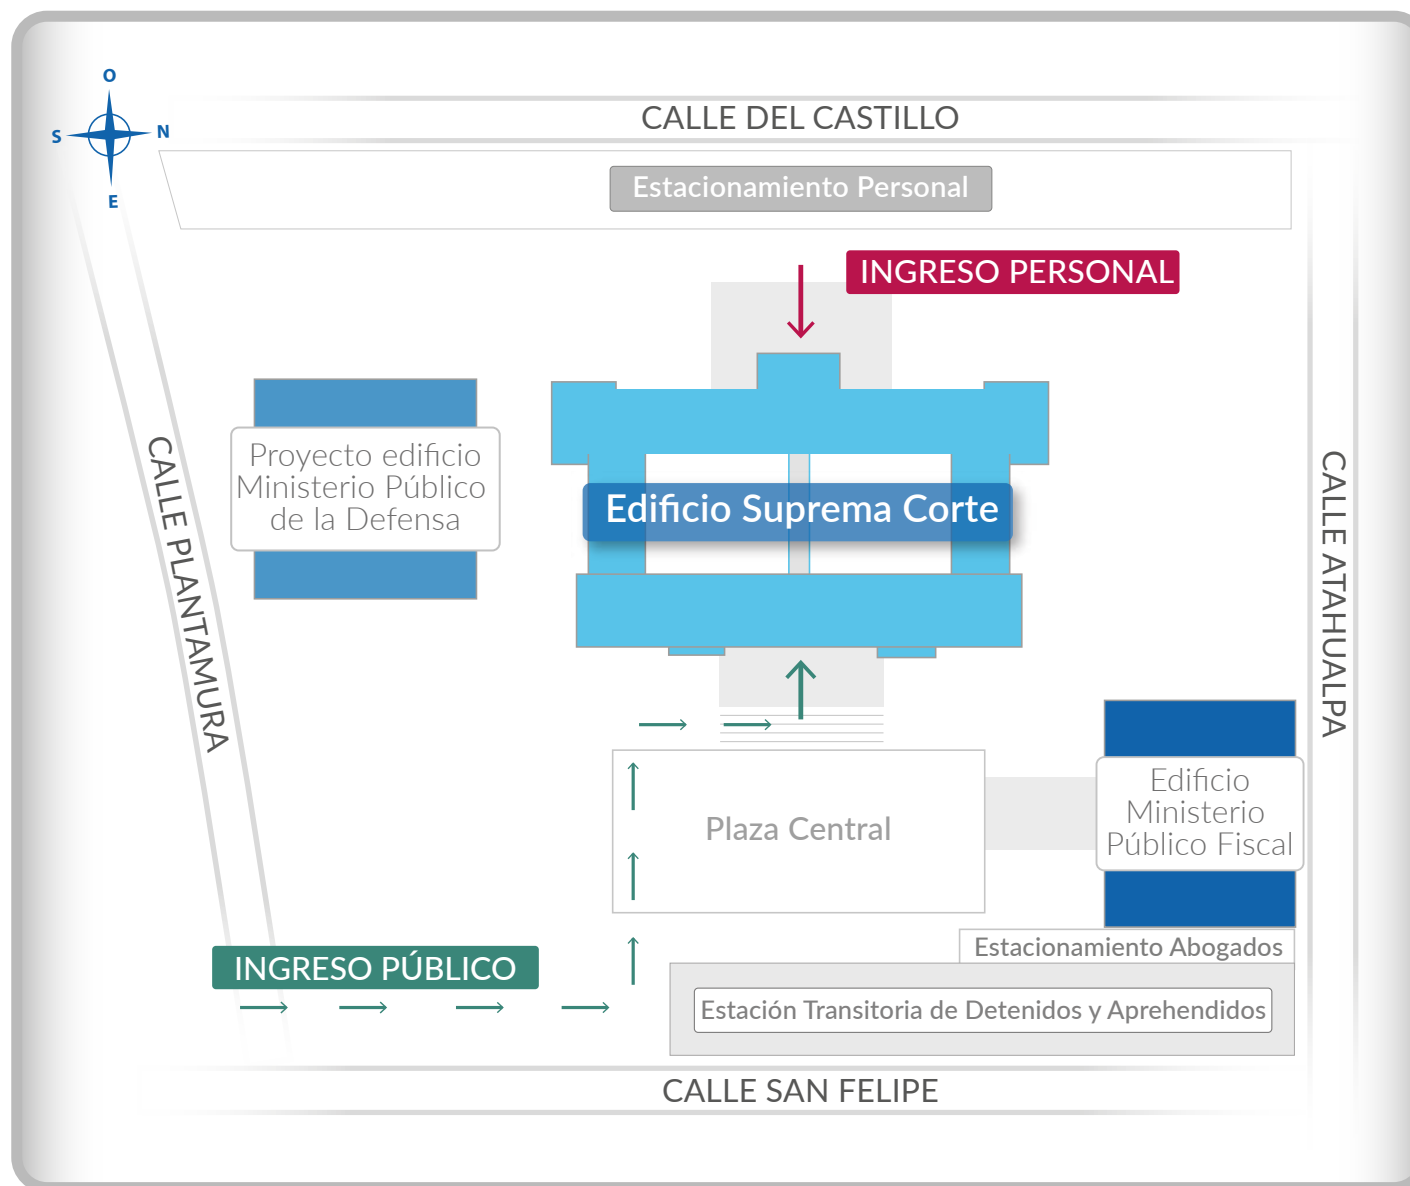 O
S
N
E
CALLE DEL CASTILLO
Estacionamiento Personal
INGRESO PERSONAL
Proyecto edificio
Ministerio Público
de la Defensa
Edificio Suprema Corte
CALLE PLANTAMURA
CALLE ATAHUALPA
Edificio
Ministerio
Público Fiscal
Plaza Central
Estacionamiento Abogados
INGRESO PÚBLICO
Estación Transitoria de Detenidos y Aprehendidos
CALLE SAN FELIPE